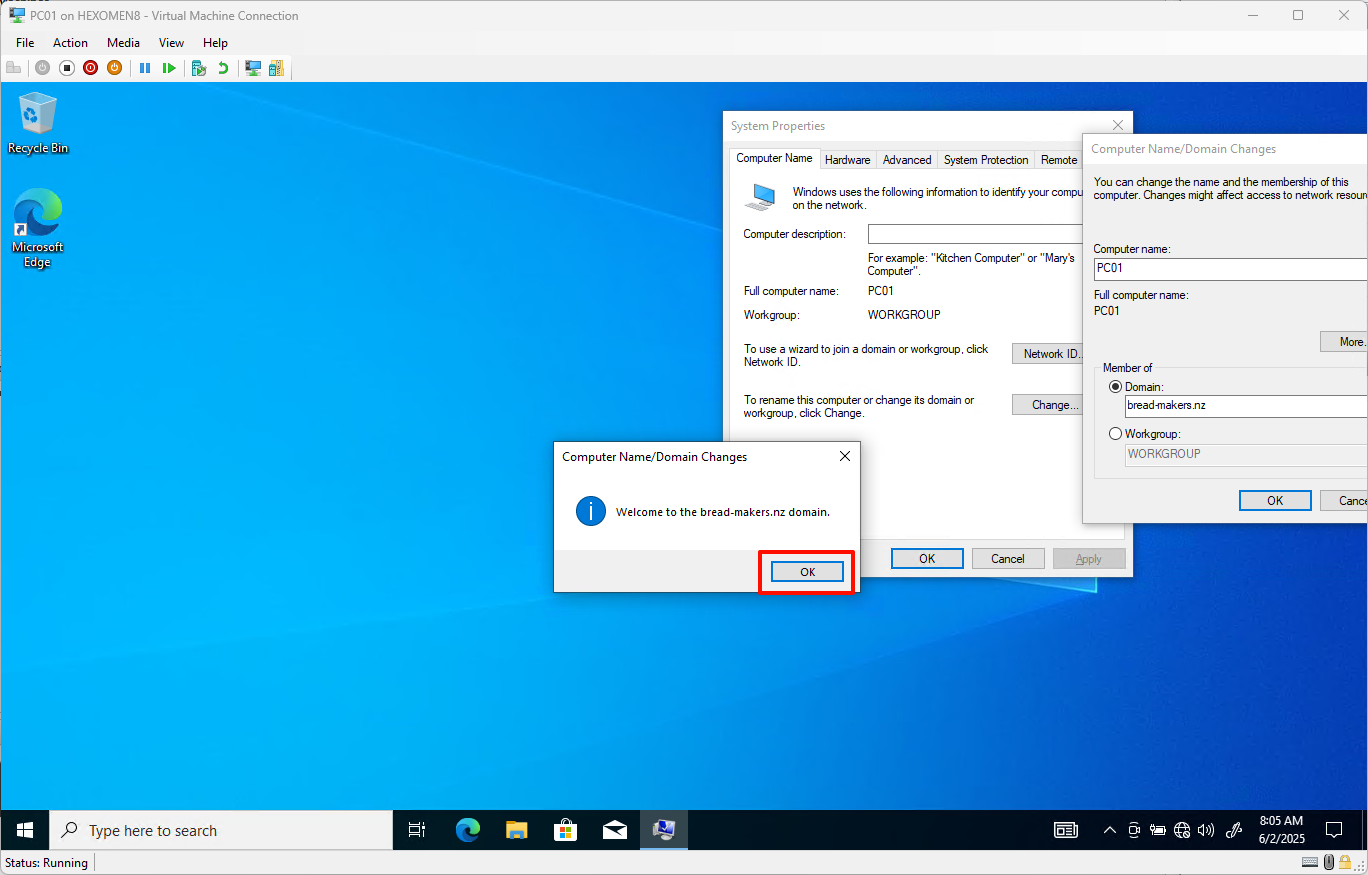 PC01 on HEXOMEN8 - Virtual Machine Connection
File Action Media View Help
Recycle Bin
Microsoft
Edge
System Properties
Computer Name Hardware Advanced System Protection Remote
Windows uses the following information to identify your compu
on the network.
Computer description:
For example: "Kitchen Computer" or "Mary's
Computer".
Full computer name: PC01
Workgroup: WORKGROUP
To use a wizard to join a domain or workgroup, click
Network ID.
Network ID..
To rename this computer or change its domain or
workgroup, click Change.
Change...
OK Cancel Apply
Computer Name/Domain Changes
You can change the name and the membership of this
computer. Changes might affect access to network resour
Computer name:
PC01
Full computer name:
PC01
More.
Member of
Domain:
bread-makers.nz
Workgroup:
WORKGROUP
OK Cance
Computer Name/Domain Changes
Welcome to the bread-makers.nz domain.
OK
Type here to search
8:05 AM
6/2/2025
Status: Running